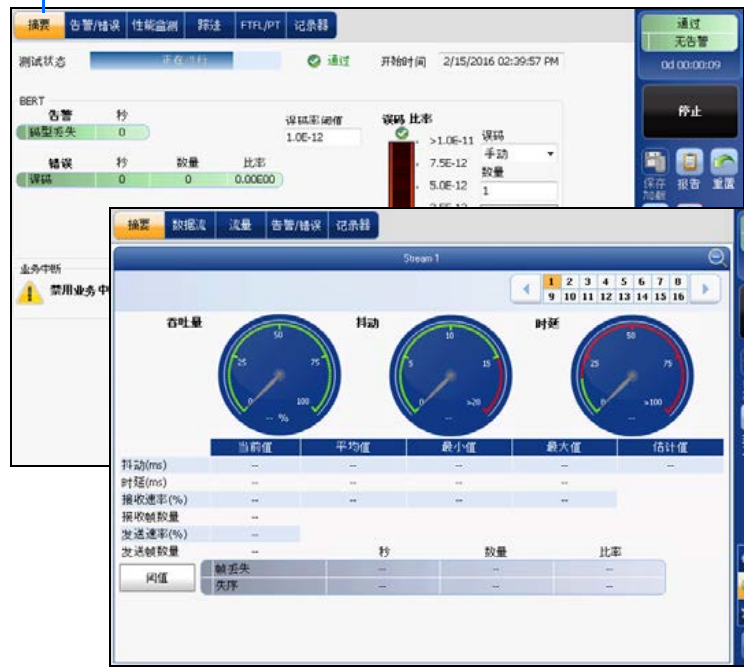 摘要 告警/错误 性能监测 踪迹 FTFL/PT 记录器
通过
无告警
0d 00:00:09
测试状态 正在进行 通过 开始时间 2/15/2016 02:39:57 PM
停止
BERT
告警 秒
误码率阈值
误码 比率
码型丢失 0
1.0E-12
>1.0E-11 误码
手动
错误 秒 数量 比率
7.5E-12 数量
误码 0 0 0.00E00
5.0E-12 1
保存 报告 重置
加载
业务中断
禁用业务中
摘要 数据流 流量 告警/错误 记录器
Stream 1
1 2 3 4 5 6 7 8
9 10 11 12 13 14 15 16
吞吐量 抖动 时延
50 10 50
25 75 5 15 25 75
0 100 0 >20 0 >100
-- % -- --
当前值 平均值 最小值 最大值 估计值
抖动(ms) -- -- -- -- --
时延(ms) -- -- -- --
接收速率(%) -- -- -- --
接收帧数量 --
发送速率(%) --
发送帧数量 -- 秒 数量 比率
阈值
帧丢失 -- -- --
失序 -- -- --